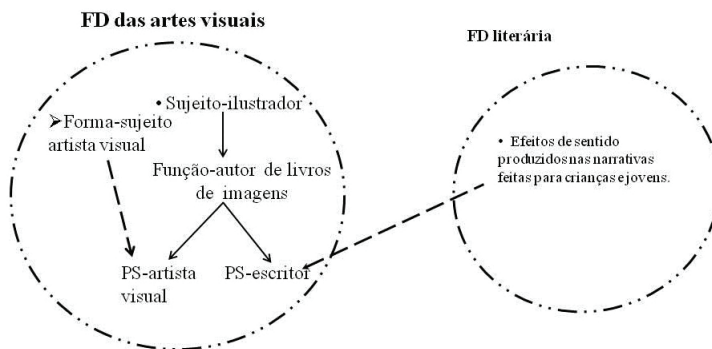 FD das artes visuais
FD literária
• Sujeito-ilustrador
➢Forma-sujeito
artista visual
Função-autor de livros
de imagens
PS-artista
visual
PS-escritor
• Efeitos de sentido
produzidos nas narrativas
feitas para crianças e jovens.